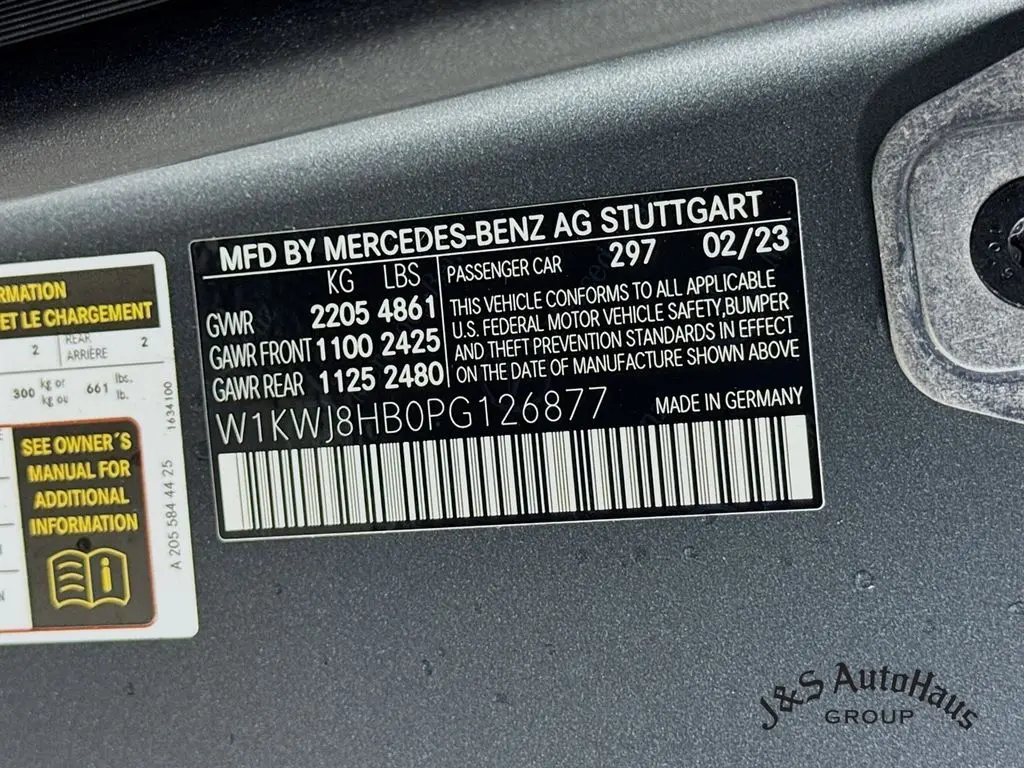 MFD BY MERCEDES-BENZ AG STUTTGART
KG LBS
GVWR 2205 4861
GAWR FRONT 1100 2425
GAWR REAR 1125 2480
PASSENGER CAR 297 02/23
THIS VEHICLE CONFORMS TO ALL APPLICABLE
U.S. FEDERAL MOTOR VEHICLE SAFETY, BUMPER
AND THEFT PREVENTION STANDARDS IN EFFECT
ON THE DATE OF MANUFACTURE SHOWN ABOVE
W1KWJ8HB0PG126877
MADE IN GERMANY
RMATION
ET LE CHARGEMENT
2 REAR 2
ARRIÈRE
300 kg or 661 lbs.
kg ou lb.
SEE OWNER'S
MANUAL FOR
ADDITIONAL
INFORMATION
A 205 584 44 25
1634100
J&S AutoHaus
GROUP